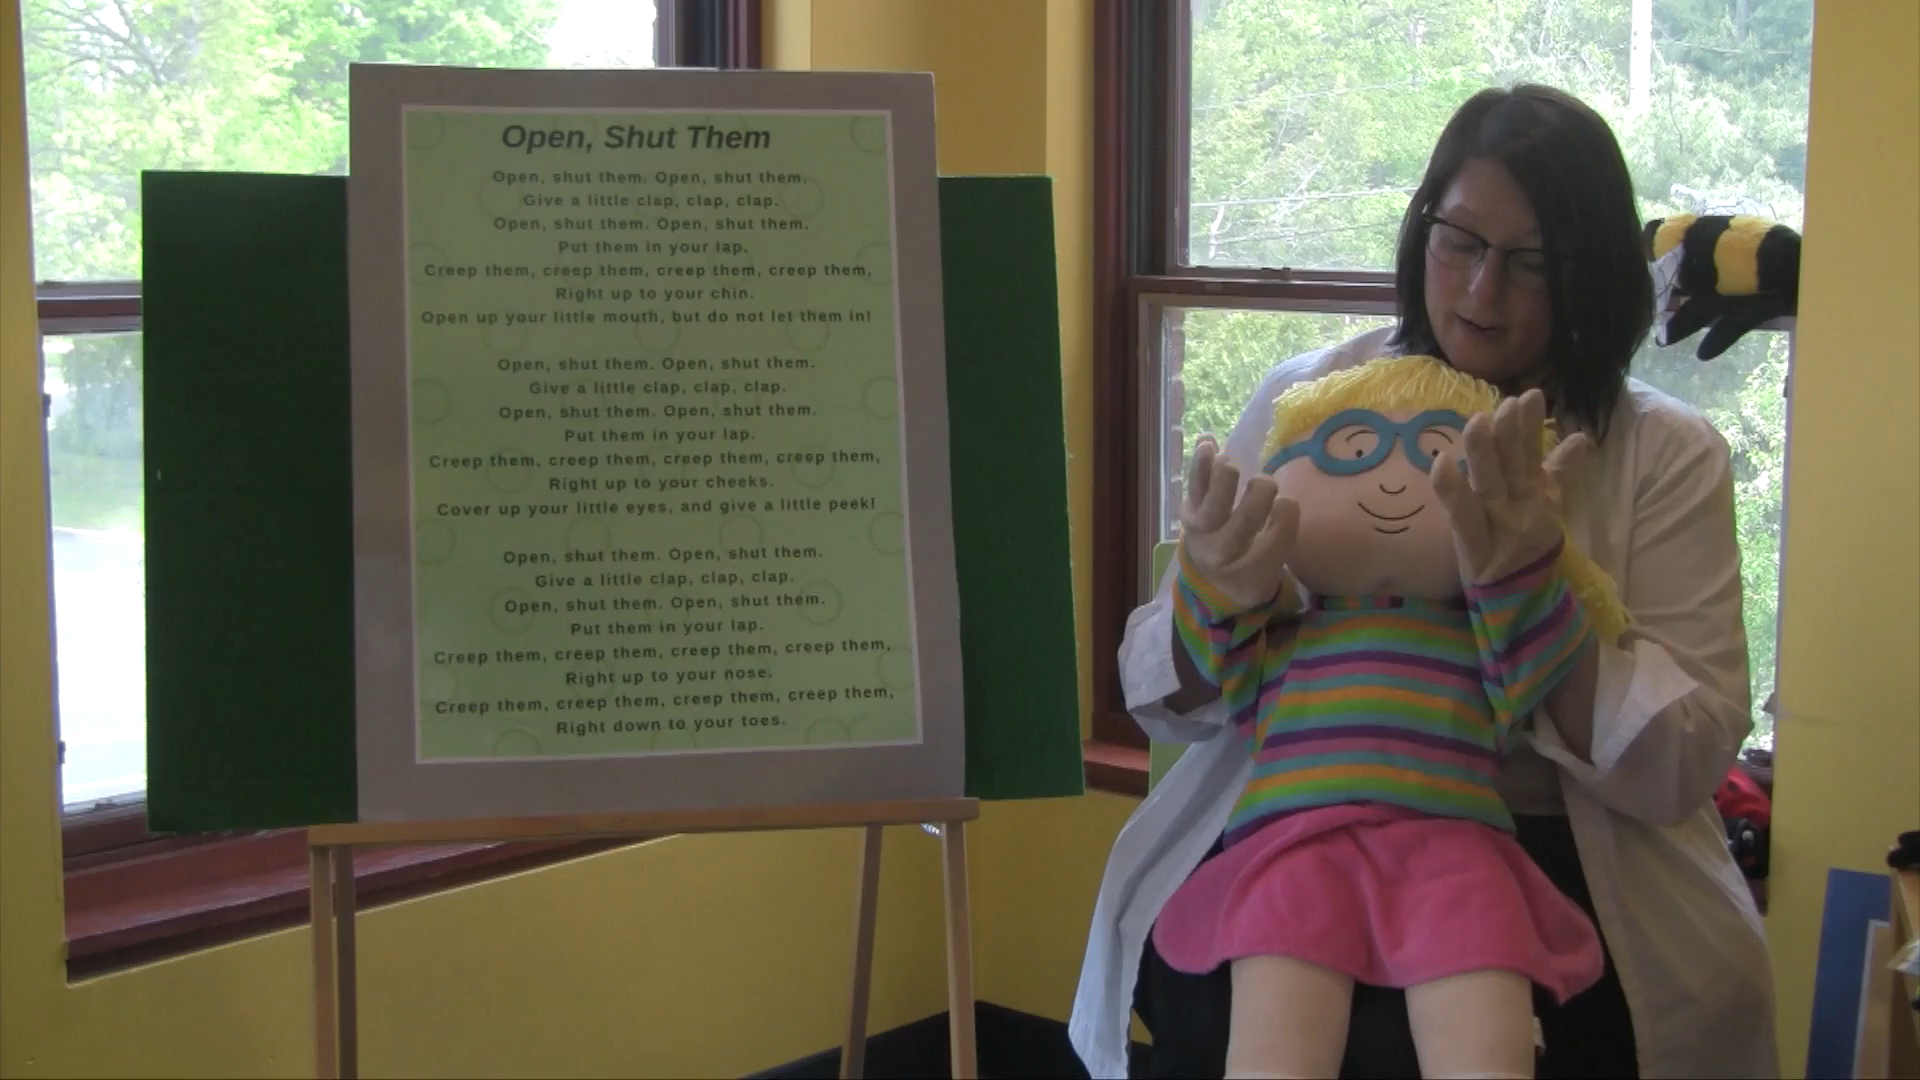 Open, Shut Them
Open, shut them. Open, shut them.
Give a little clap, clap, clap.
Open, shut them. Open, shut them.
Put them in your lap.
Creep them, creep them, creep them, creep them,
Right up to your chin.
Open up your little mouth, but do not let them in!
Open, shut them. Open, shut them.
Give a little clap, clap, clap.
Open, shut them. Open, shut them.
Put them in your lap.
Creep them, creep them, creep them, creep them,
Right up to your cheeks.
Cover up your little eyes, and give a little peek!
Open, shut them. Open, shut them.
Give a little clap, clap, clap.
Open, shut them. Open, shut them.
Put them in your lap.
Creep them, creep them, creep them, creep them,
Right up to your nose.
Creep them, creep them, creep them, creep them,
Right down to your toes.